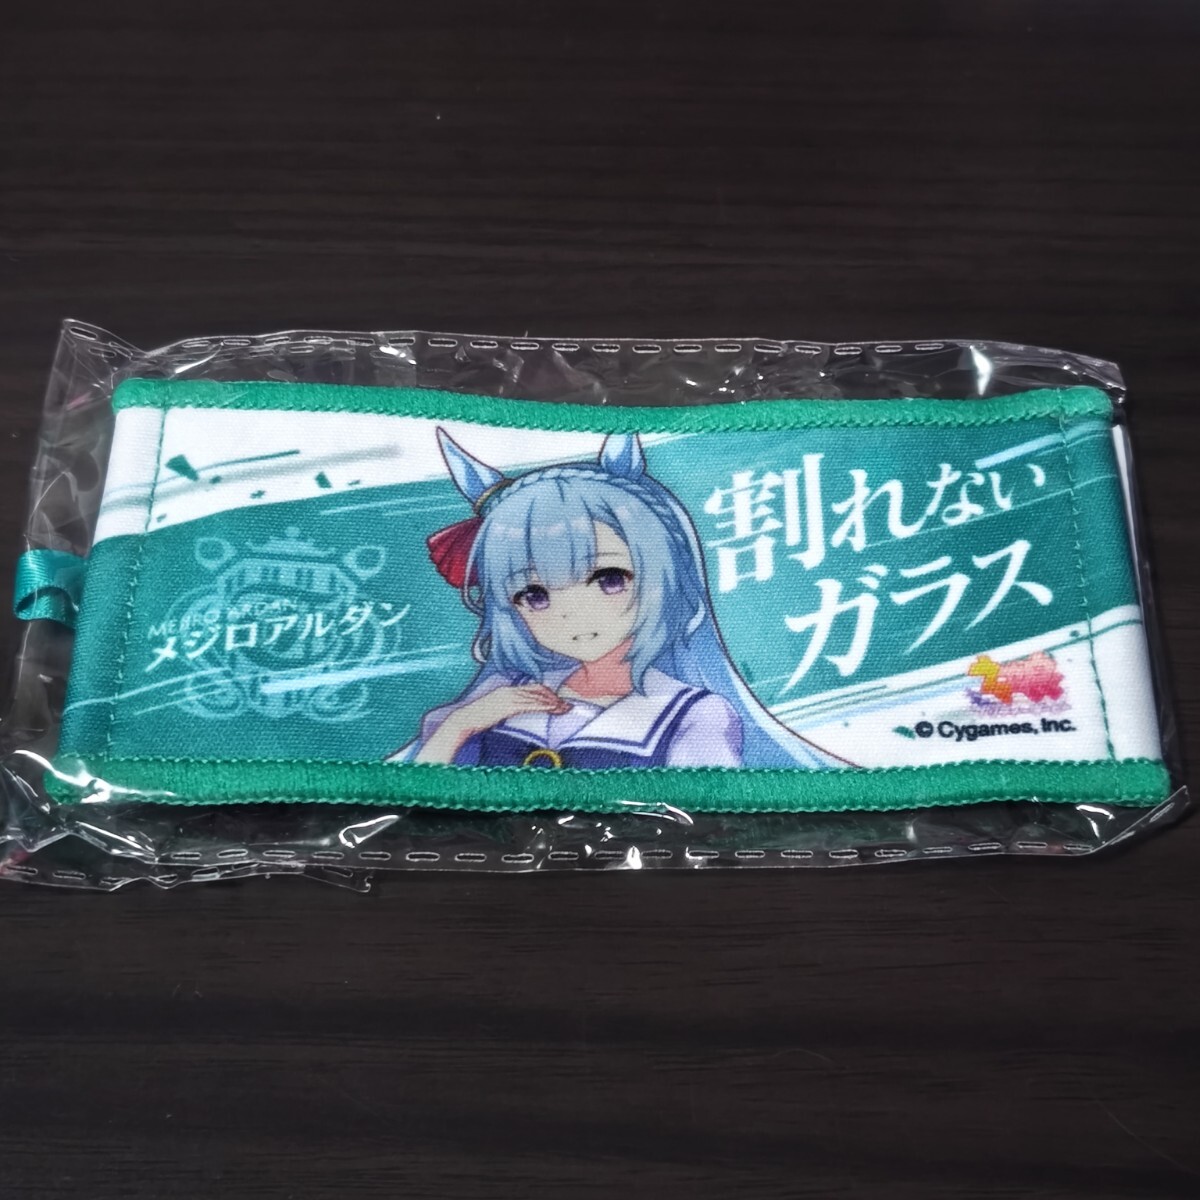 メジロアルダン
割れない
ガラス
© Cygames, Inc.